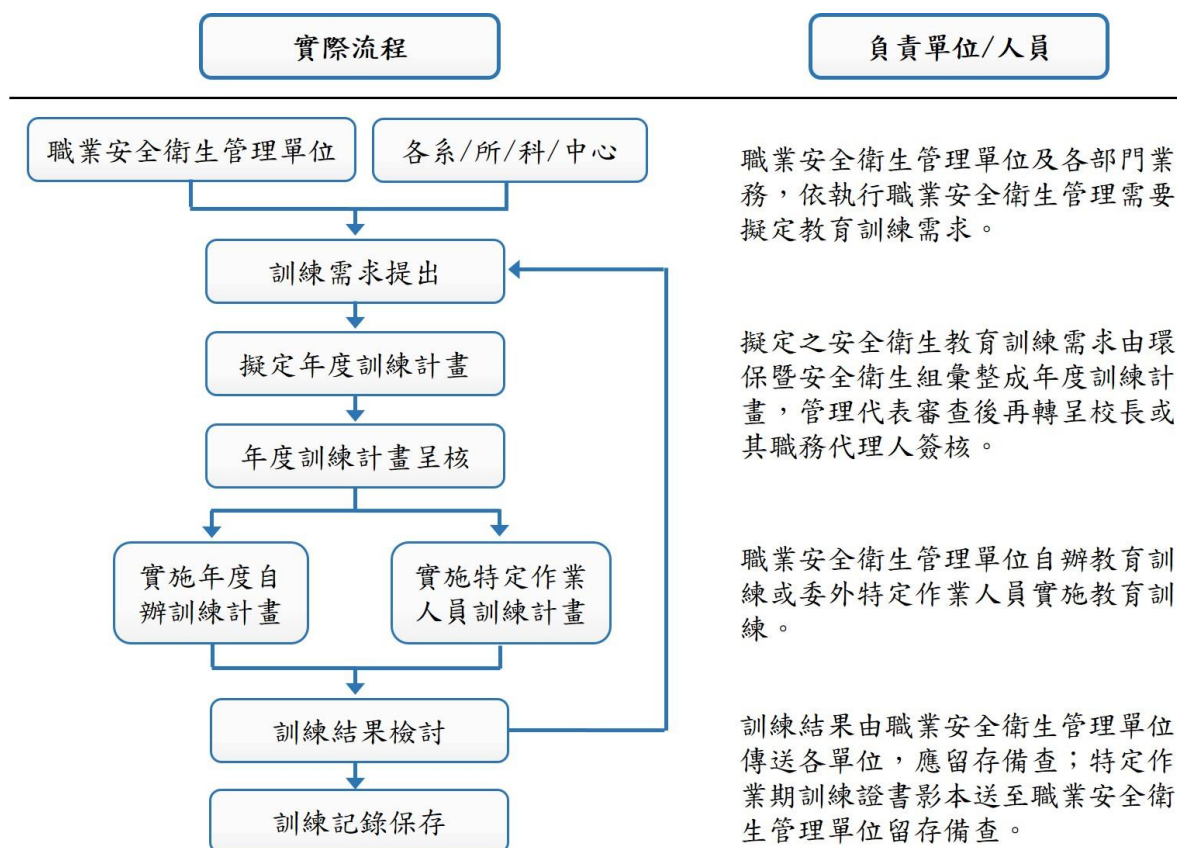 實際流程
負責單位/人員
職業安全衛生管理單位
各系/所/科/中心
職業安全衛生管理單位及各部門業
務，依執行職業安全衛生管理需要
擬定教育訓練需求。
訓練需求提出
擬定年度訓練計畫
擬定之安全衛生教育訓練需求由環
保暨安全衛生組彙整成年度訓練計
畫，管理代表審查後再轉呈校長或
其職務代理人簽核。
年度訓練計畫呈核
實施年度自
辦訓練計畫
實施特定作業
人員訓練計畫
職業安全衛生管理單位自辦教育訓
練或委外特定作業人員實施教育訓
練。
訓練結果檢討
訓練結果由職業安全衛生管理單位
傳送各單位，應留存備查；特定作
業期訓練證書影本送至職業安全衛
生管理單位留存備查。
訓練記錄保存